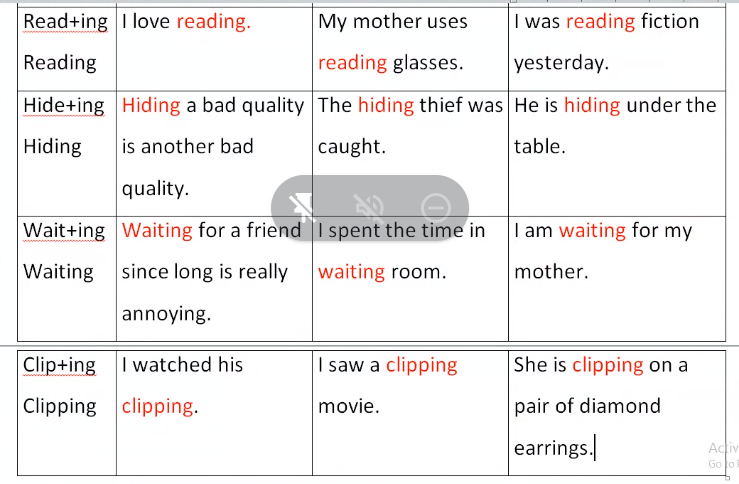 Read+ing
Reading
I love reading.
My mother uses
reading glasses.
I was reading fiction
yesterday.
Hide+ing
Hiding
Hiding a bad quality
is another bad
quality.
The hiding thief was
caught.
He is hiding under the
table.
Wait+ing
Waiting
Waiting for a friend
since long is really
annoying.
I spent the time in
waiting room.
I am waiting for my
mother.
Clip+ing
Clipping
I watched his
clipping.
I saw a clipping
movie.
She is clipping on a
pair of diamond
earrings.
Activ
Go to